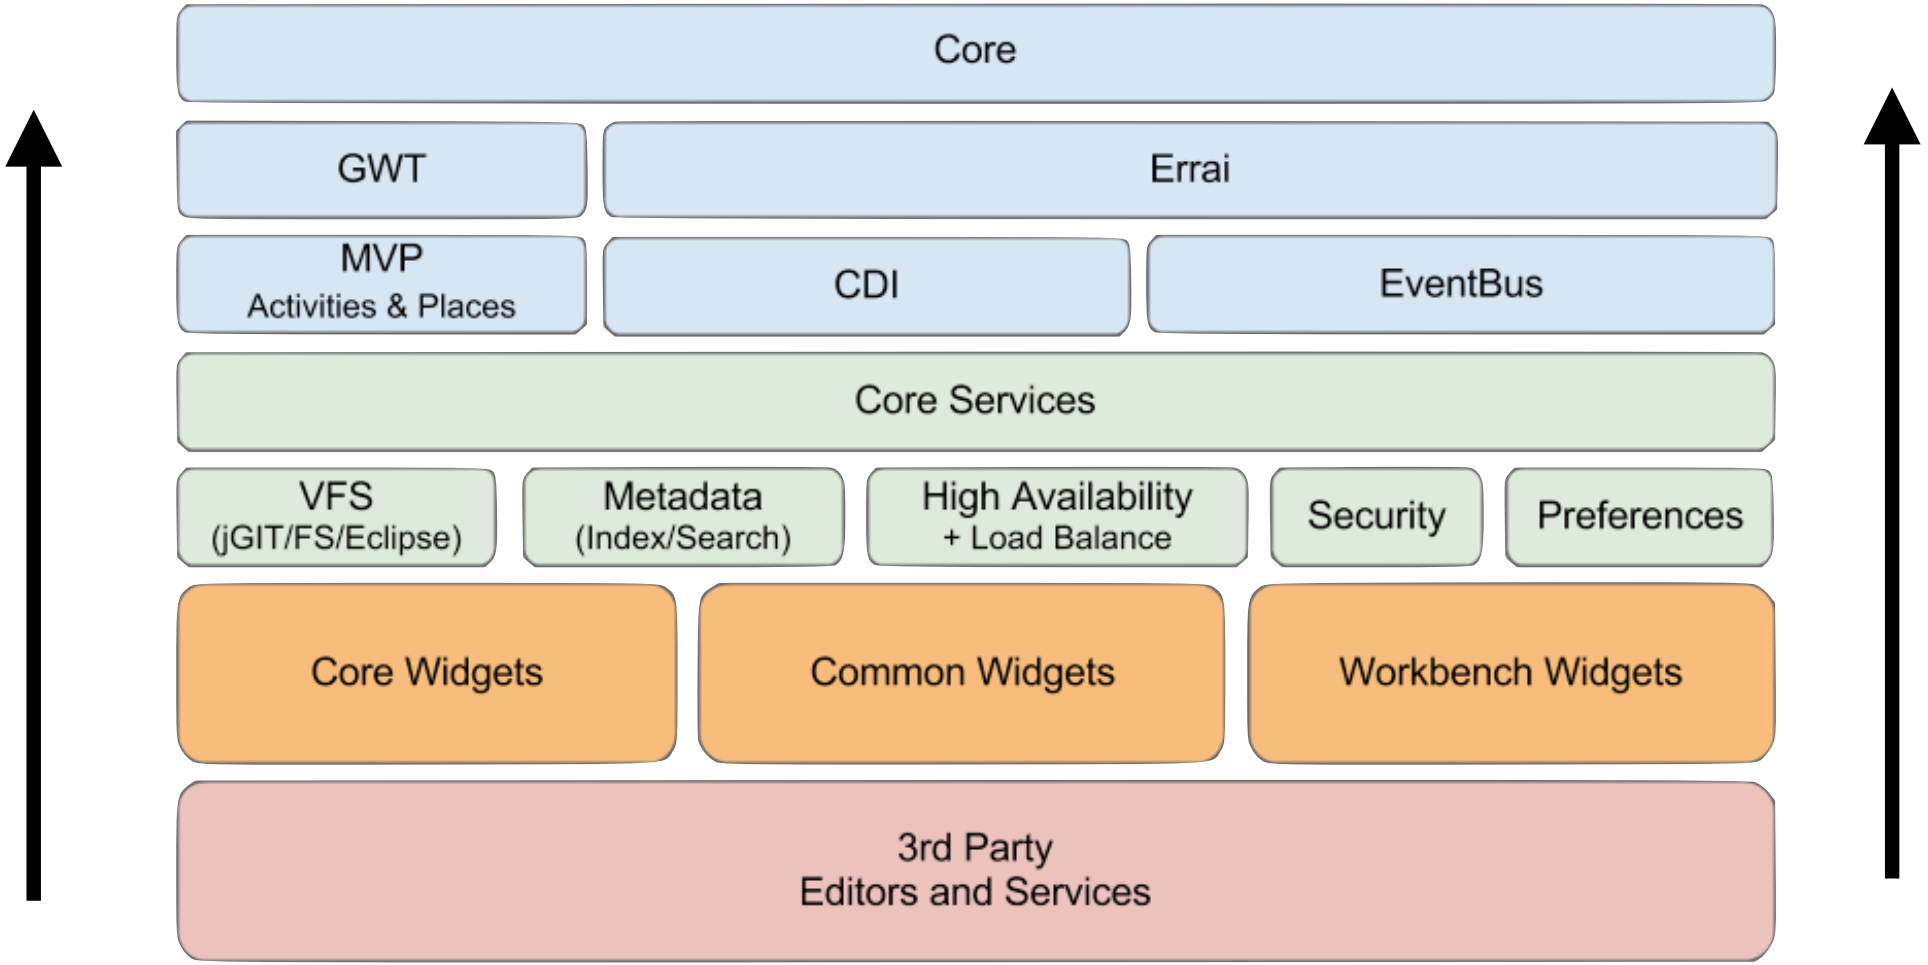 Core
GWT
Errai
MVP
Activities & Places
CDI
EventBus
Core Services
VFS
(jGIT/FS/Eclipse)
Metadata
(Index/Search)
High Availability
+ Load Balance
Security
Preferences
Core Widgets
Common Widgets
Workbench Widgets
3rd Party
Editors and Services